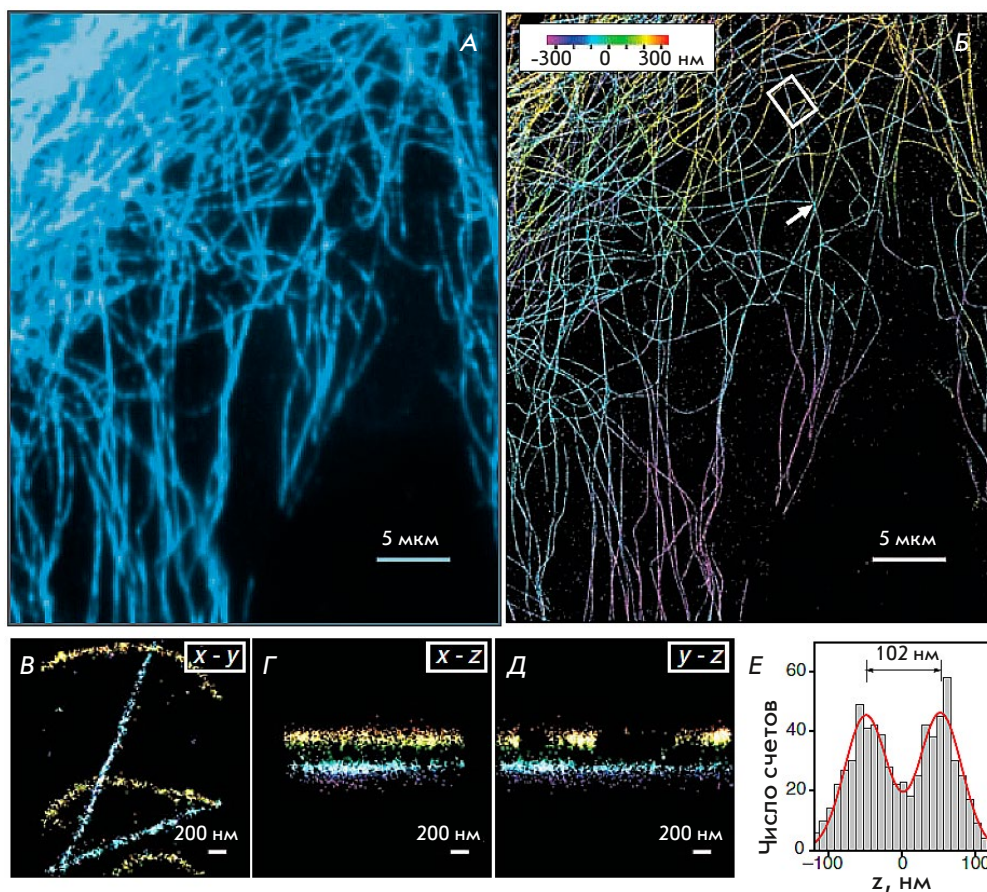 А
Б
-300 0 300 нм
5 мкм
5 мкм
В
x - y
200 нм
Г
x - z
200 нм
Д
y - z
200 нм
Е
102 нм
Число счетов
60
40
20
0
–100 0 100
z, нм